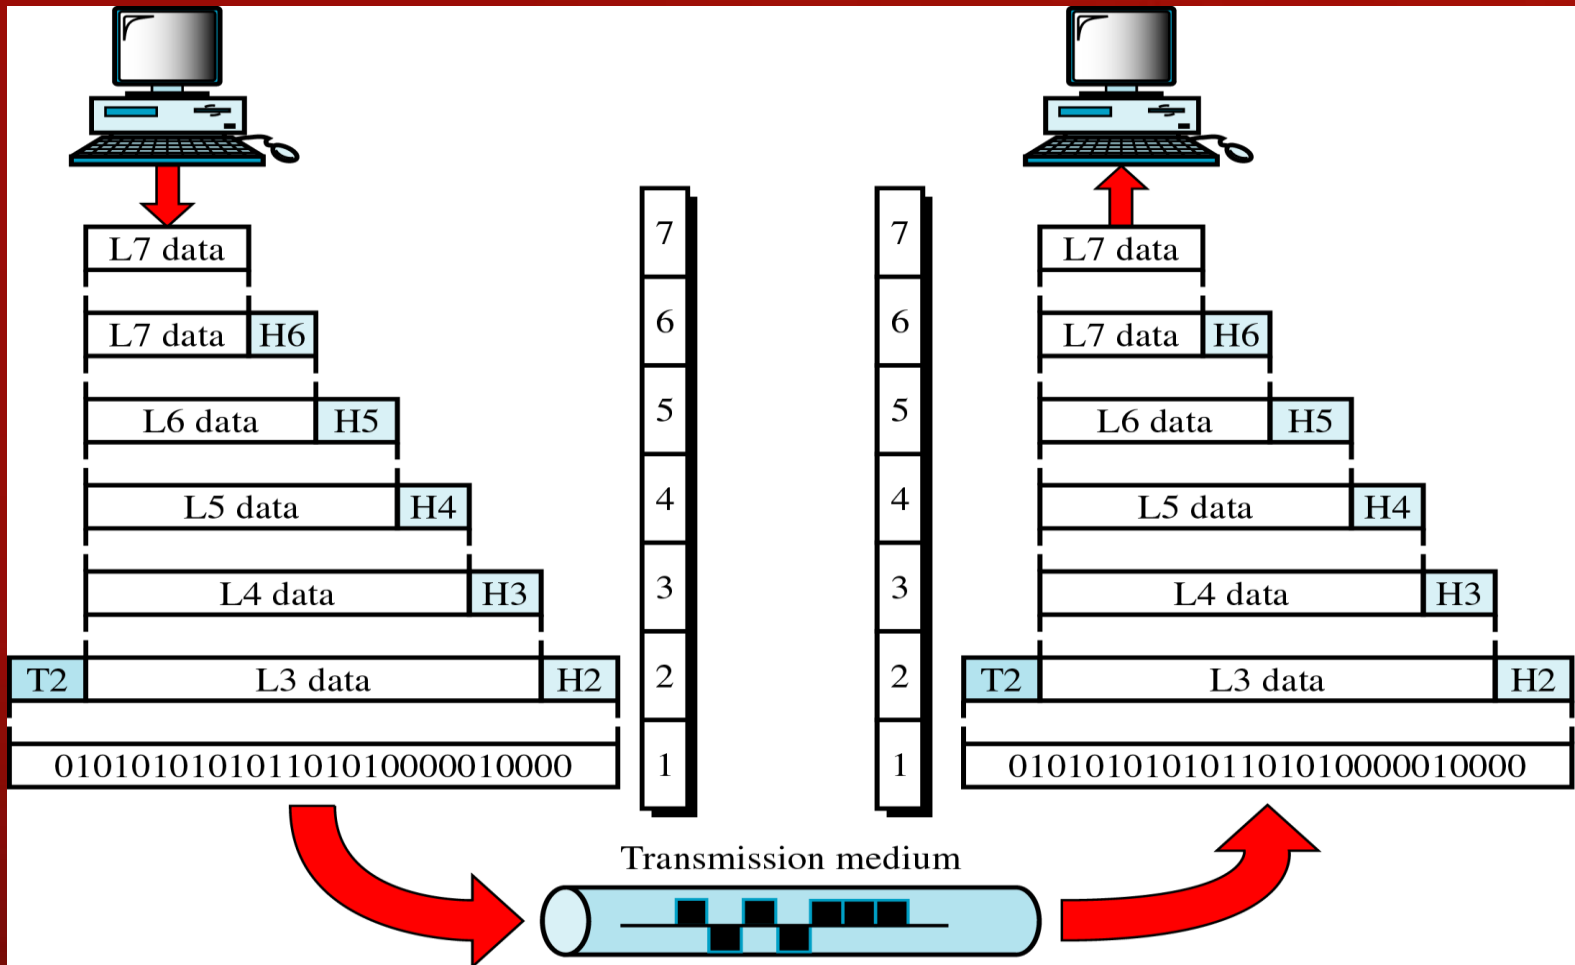 L7 data
L7 data H6
L6 data H5
L5 data H4
L4 data H3
T2 L3 data H2
010101010101101010000010000
7
6
5
4
3
2
1
7
6
5
4
3
2
1
L7 data
L7 data H6
L6 data H5
L5 data H4
L4 data H3
T2 L3 data H2
010101010101101010000010000
Transmission medium